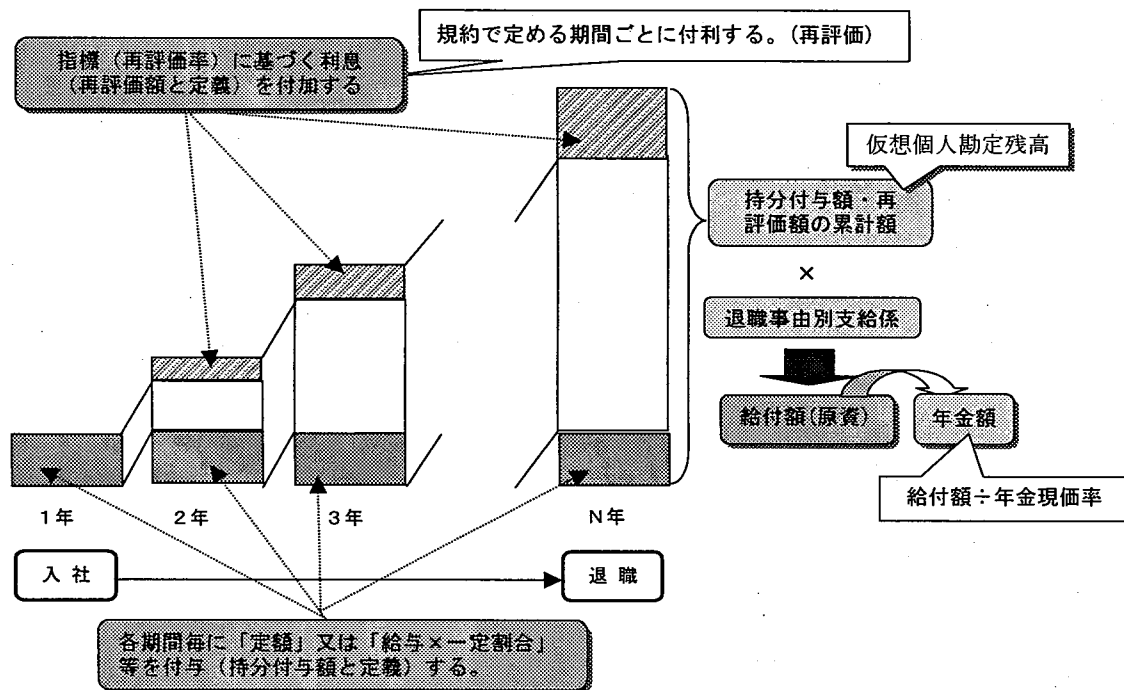 規約で定める期間ごとに付利する。(再評価)
指標(再評価率)に基づく利息
(再評価額と定義)を付加する
仮想個人勘定残高
持分付与額・再
評価額の累計額
×
退職事由別支給係
給付額(原資)
年金額
給付額÷年金現価率
1年
2年
3年
N年
入 社
退 職
各期間毎に「定額」又は「給与×一定割合」
等を付与(持分付与額と定義)する。